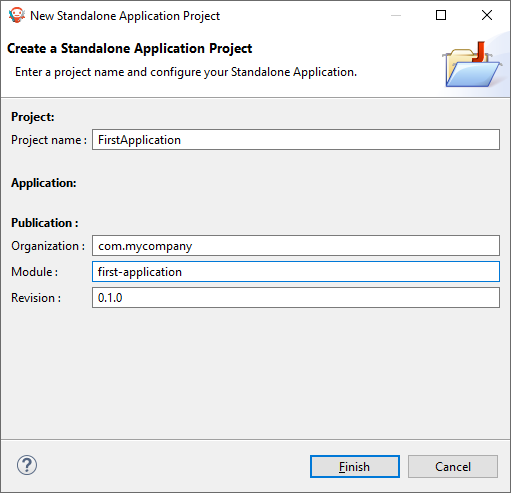 New Standalone Application Project
Create a Standalone Application Project
Enter a project name and configure your Standalone Application.
Project:
Project name : FirstApplication
Application:
Publication :
Organization : com.mycompany
Module : first-application
Revision : 0.1.0
? Finish Cancel